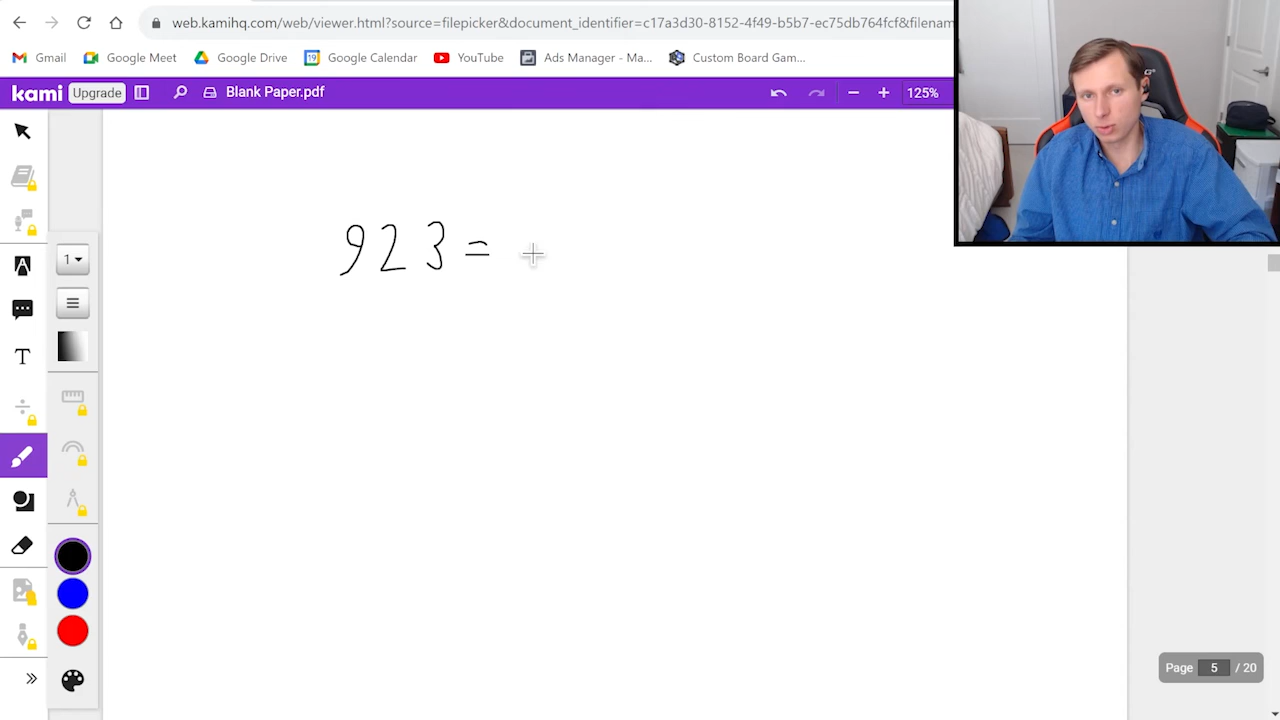 web.kamihq.com/web/viewer.html?source=filepicker&document_identifier=c17a3d30-8152-4f49-b5b7-ec75db764fcf&filenam
Gmail Google Meet Google Drive 19 Google Calendar YouTube Ads Manager - Ma... Custom Board Gam...
kami Upgrade Blank Paper.pdf 125%
923 =
1
A
T
Page 5 / 20